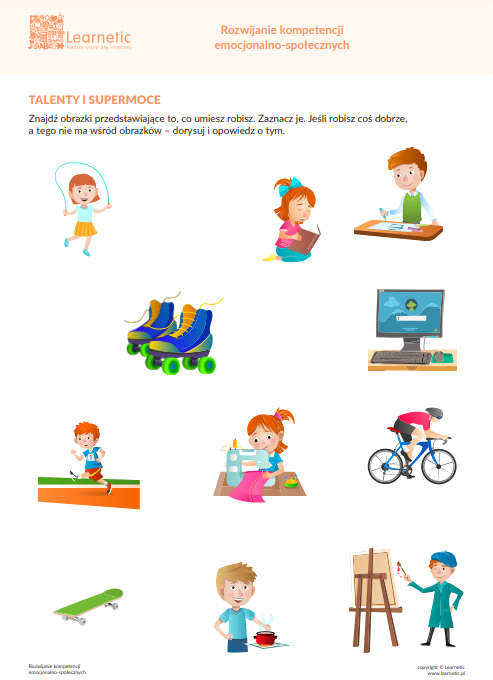 Learnetic
każdy uczy się inaczej
Rozwijanie kompetencji
emocjonalno-społecznych
TALENTY I SUPERMOCE
Znajdź obrazki przedstawiające to, co umiesz robisz. Zaznacz je. Jeśli robisz coś dobrze,
a tego nie ma wśród obrazków – dorysuj i opowiedz o tym.
Rozwijanie kompetencji
emocjonalno-społecznych
copyright © Learnetic
www.learnetic.pl